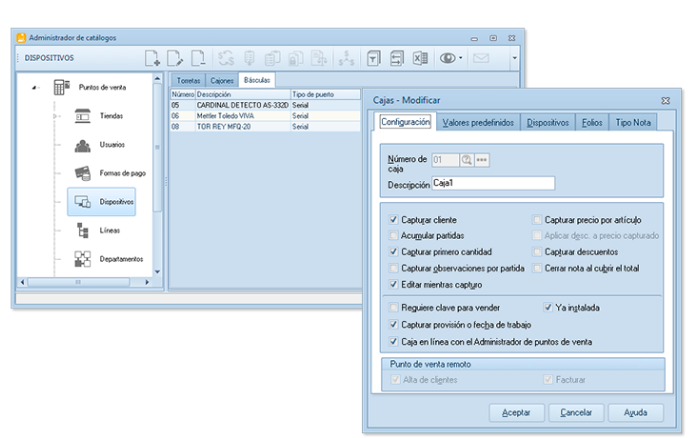 Administrador de catálogos
DISPOSITIVOS
Puntos de venta
Tiendas
Usuarios
Formas de pago
Dispositivos
Líneas
Departamentos
Torretas Cajones Básculas
Número Descripción Tipo de puerto
05 CARDINAL DETECTO AS-332D Serial
06 Mettler Toledo VIVA Serial
08 TOR REY MFQ-20 Serial
Cajas - Modificar
Configuración Valores predefinidos Dispositivos Folios Tipo Nota
Número de caja 01
Descripción Caja1
Capturar cliente Capturar precio por artículo
Acumular partidas Aplicar desc. a precio capturado
Capturar primero cantidad Capturar descuentos
Capturar observaciones por partida Cerrar nota al cubrir el total
Editar mientras capturo
Requiere clave para vender Ya instalada
Capturar provisión o fecha de trabajo
Caja en línea con el Administrador de puntos de venta
Punto de venta remoto
Alta de clientes Facturar
Aceptar Cancelar Ayuda